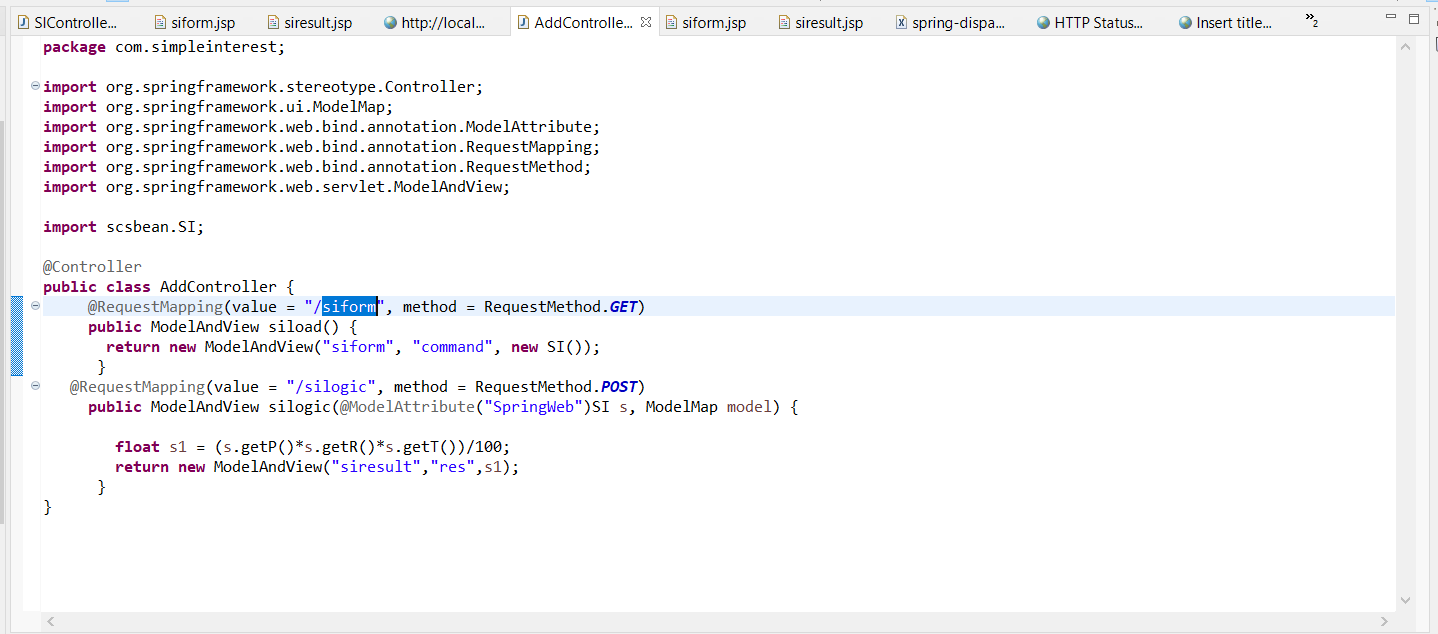 SIControlle... siform.jsp siresult.jsp http://local... AddControlle... siform.jsp siresult.jsp spring-dispa... HTTP Status... Insert title... »2
package com.simpleinterest;
import org.springframework.stereotype.Controller;
import org.springframework.ui.ModelMap;
import org.springframework.web.bind.annotation.ModelAttribute;
import org.springframework.web.bind.annotation.RequestMapping;
import org.springframework.web.bind.annotation.RequestMethod;
import org.springframework.web.servlet.ModelAndView;
import scsbean.SI;
@Controller
public class AddController {
@RequestMapping(value = "/siform", method = RequestMethod.GET)
public ModelAndView siload() {
return new ModelAndView("siform", "command", new SI());
}
@RequestMapping(value = "/silogic", method = RequestMethod.POST)
public ModelAndView silogic(@ModelAttribute("SpringWeb")SI s, ModelMap model) {
float s1 = (s.getP()*s.getR()*s.getT())/100;
return new ModelAndView("siresult","res",s1);
}
}